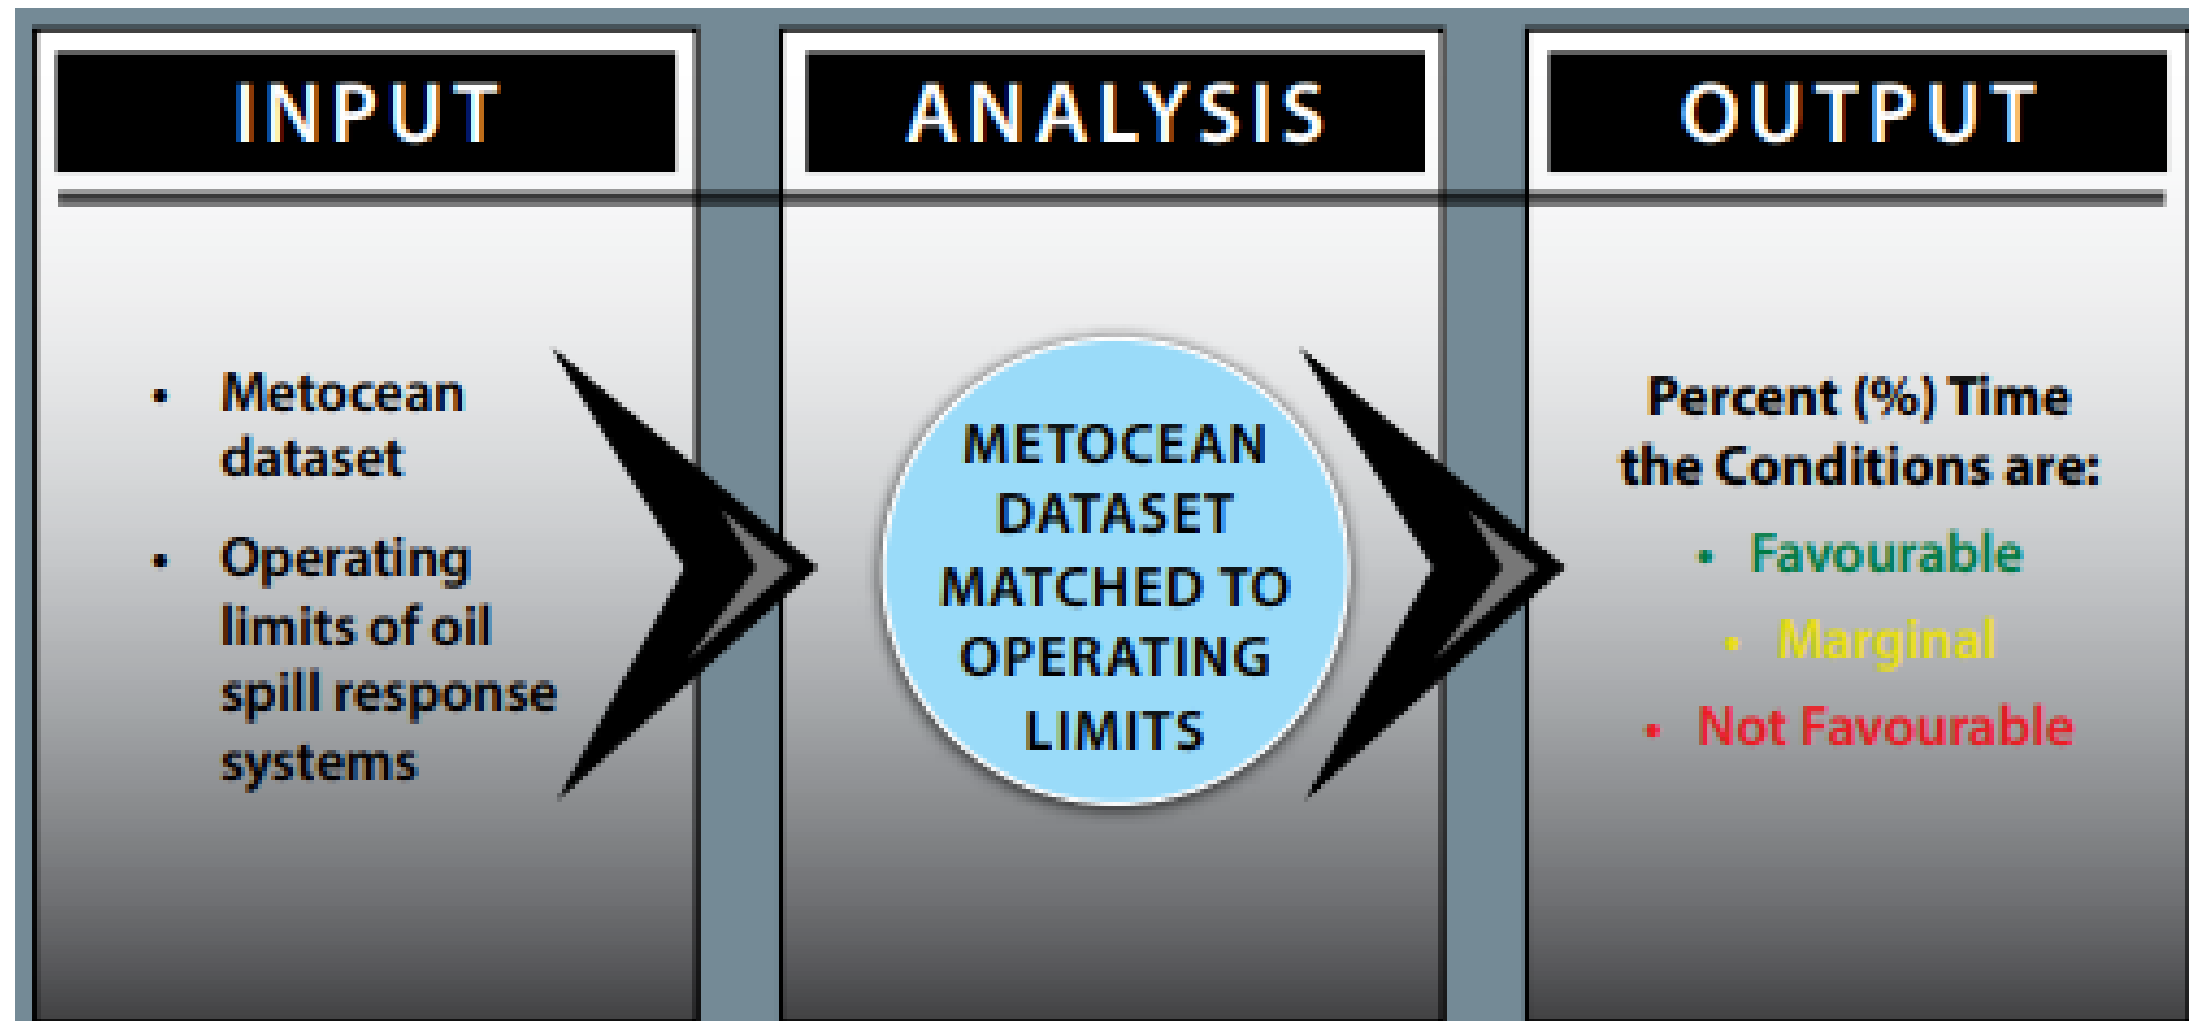 INPUT
• Metocean
dataset
• Operating
limits of oil
spill response
systems
ANALYSIS
METOCEAN
DATASET
MATCHED TO
OPERATING
LIMITS
OUTPUT
Percent (%) Time
the Conditions are:
• Favourable
• Marginal
• Not Favourable